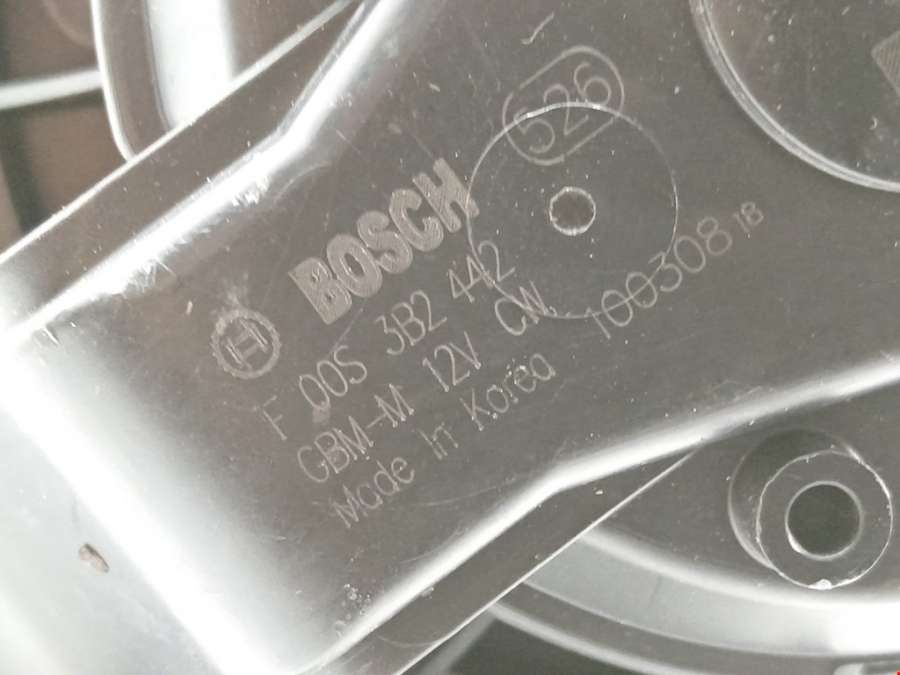 526
BOSCH
F 00S 3B2 442
GBM-M 12V CW. 100308 18
Made In Korea